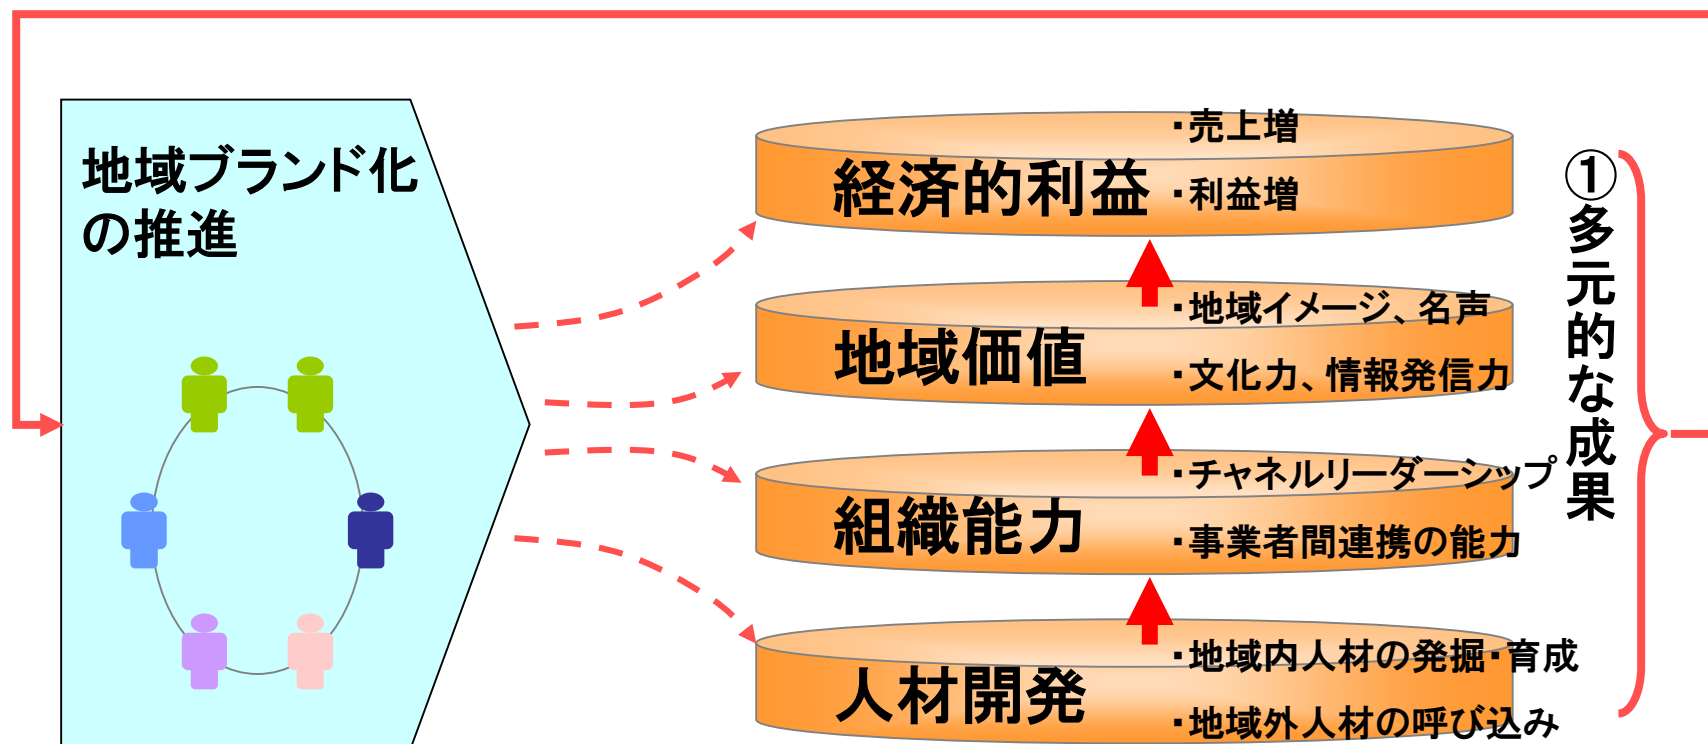 地域ブランド化
の推進
経済的利益
・売上増
・利益増
地域価値
・地域イメージ、名声
・文化力、情報発信力
組織能力
・チャネルリーダーシップ
・事業者間連携の能力
人材開発
・地域内人材の発掘・育成
・地域外人材の呼び込み
①多元的な成果